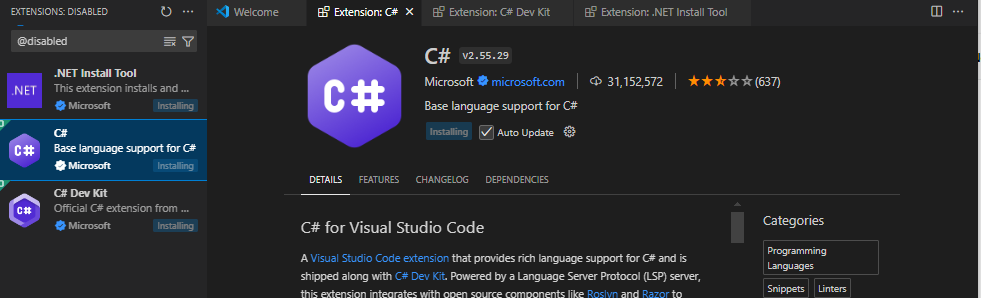 EXTENSIONS: DISABLED
@disabled
.NET
.NET Install Tool
This extension installs and ...
Microsoft
Installing
C#
C#
Base language support for C#
Microsoft
Installing
C#
C# Dev Kit
Official C# extension from ...
Microsoft
Installing
Welcome
Extension: C#
Extension: C# Dev Kit
Extension: .NET Install Tool
C#
C# v2.55.29
Microsoft microsoft.com 31,152,572 (637)
Base language support for C#
Installing Auto Update
DETAILS FEATURES CHANGELOG DEPENDENCIES
C# for Visual Studio Code
A Visual Studio Code extension that provides rich language support for C# and is
shipped along with C# Dev Kit. Powered by a Language Server Protocol (LSP) server,
this extension integrates with open source components like Roslyn and Razor to
Categories
Programming
Languages
Snippets Linters